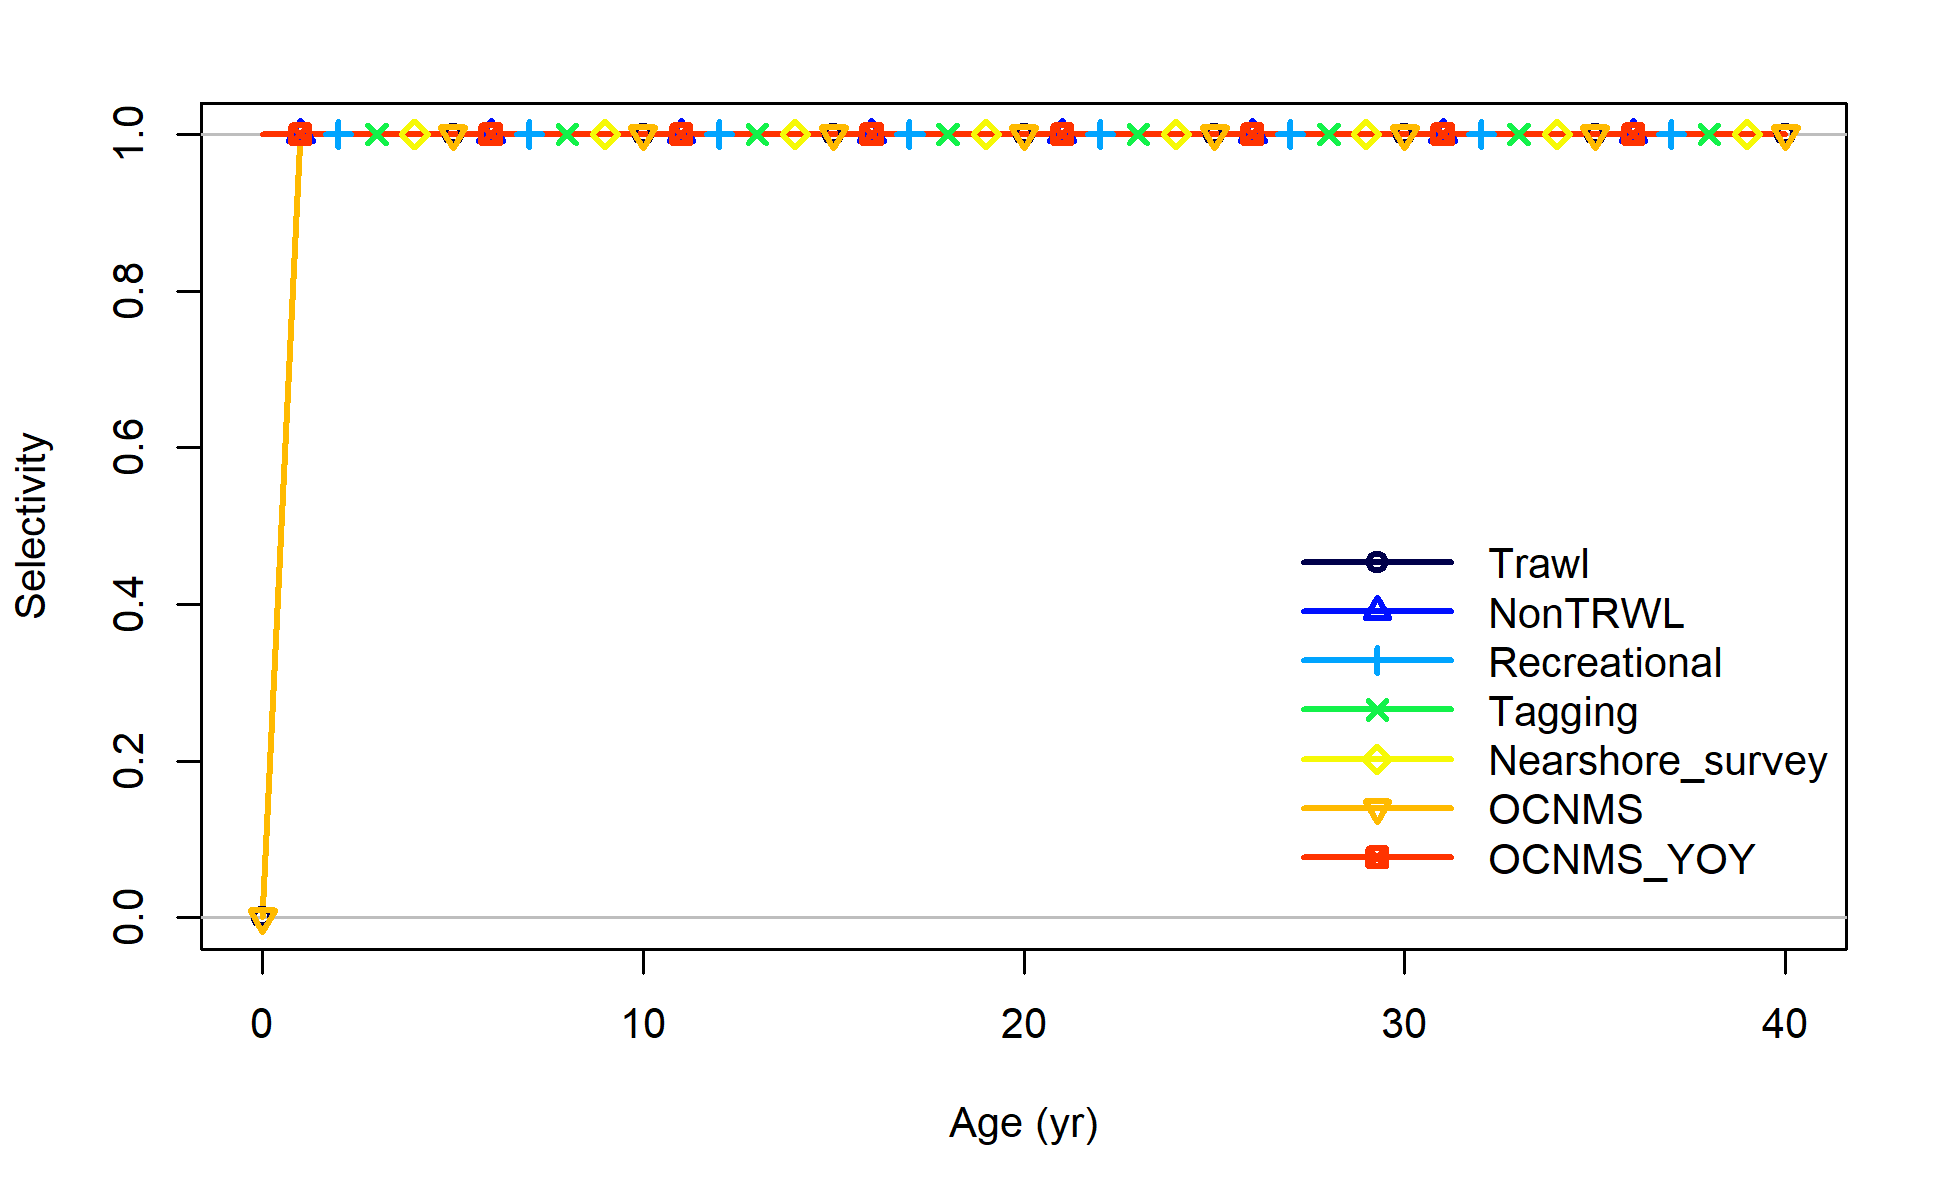 1.0
0.8
0.6
0.4
0.2
0.0
Selectivity
Trawl
NonTRWL
Recreational
Tagging
Nearshore_survey
OCNMS
OCNMS_YOY
0 10 20 30 40
Age (yr)